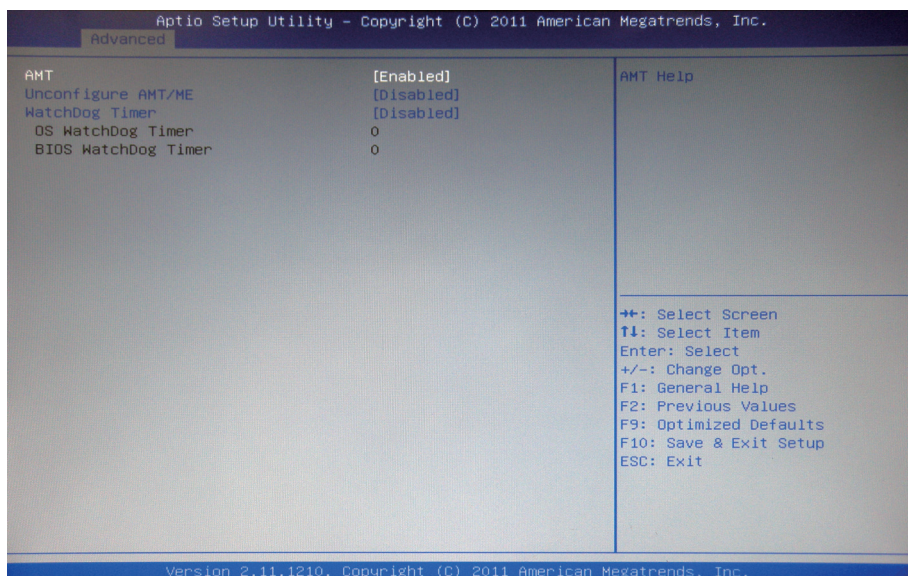 Aptio Setup Utility – Copyright (C) 2011 American Megatrends, Inc.
Advanced
AMT [Enabled]
Unconfigure AMT/ME [Disabled]
WatchDog Timer [Disabled]
OS WatchDog Timer 0
BIOS WatchDog Timer 0
AMT Help
→←: Select Screen
↑↓: Select Item
Enter: Select
+/-: Change Opt.
F1: General Help
F2: Previous Values
F9: Optimized Defaults
F10: Save & Exit Setup
ESC: Exit
Version 2.11.1210. Copyright (C) 2011 American Megatrends, Inc.